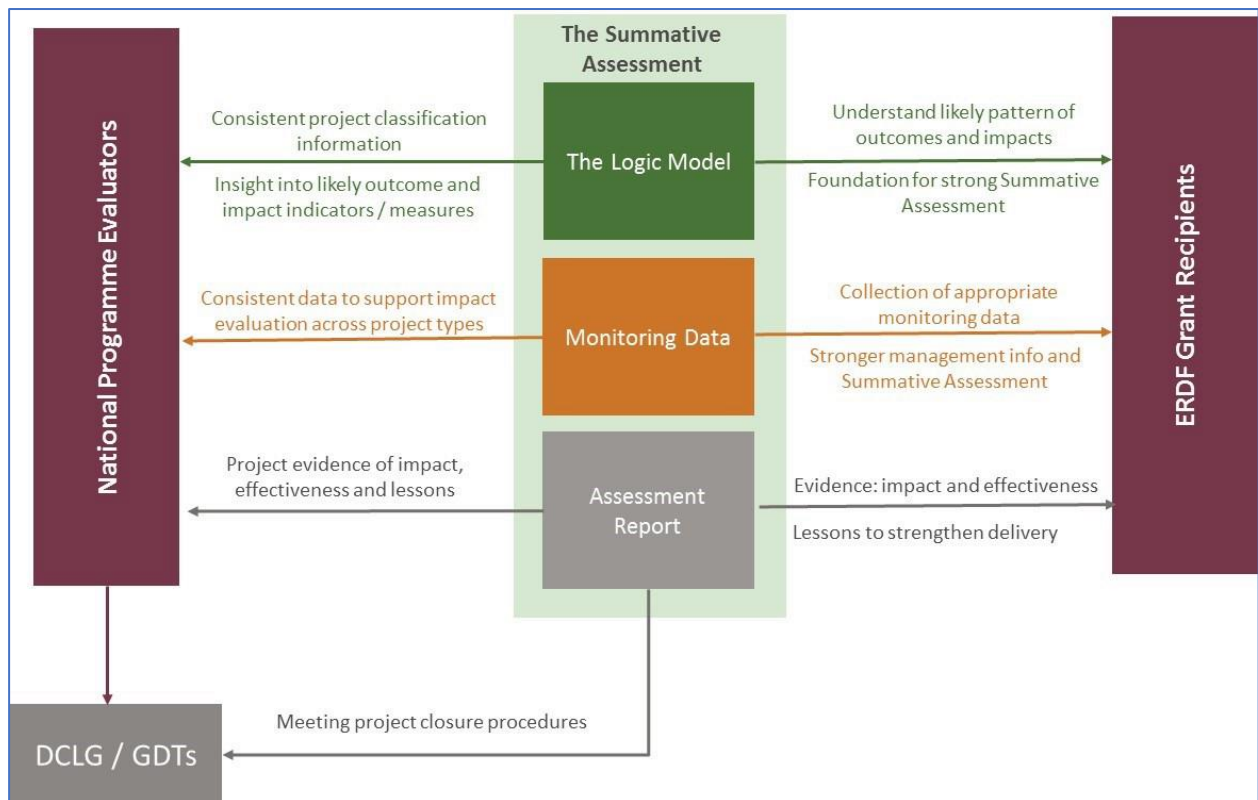 The Summative
Assessment
National Programme Evaluators
Consistent project classification
information
Insight into likely outcome and
impact indicators / measures
The Logic Model
Understand likely pattern of
outcomes and impacts
Foundation for strong Summative
Assessment
ERDF Grant Recipients
Consistent data to support impact
evaluation across project types
Monitoring Data
Collection of appropriate
monitoring data
Stronger management info and
Summative Assessment
Project evidence of impact,
effectiveness and lessons
Assessment
Report
Evidence: impact and effectiveness
Lessons to strengthen delivery
Meeting project closure procedures
DCLG / GDTs